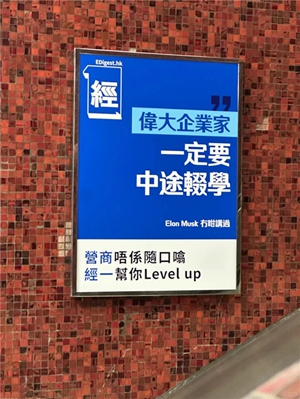 EDigest.hk
經
偉大企業家
一定要
中途輟學
Elon Musk 冇咁講過
營商唔係隨口噏
經一幫你Level up